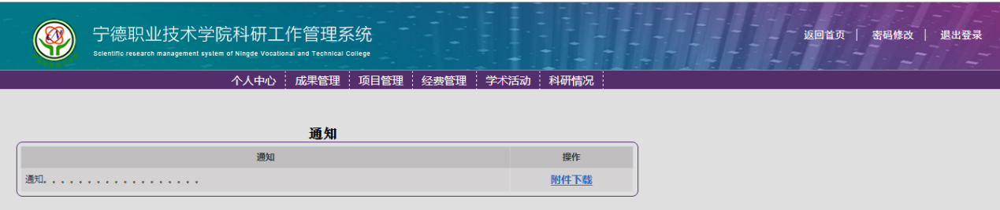 宁德职业技术学院科研工作管理系统
Scientific research management system of Ningde Vocational and Technical College
返回首页 | 密码修改 | 退出登录
个人中心 成果管理 项目管理 经费管理 学术活动 科研情况
通知
通知 操作
通知。。。。。。。。。。。。。。。。。。 附件下载